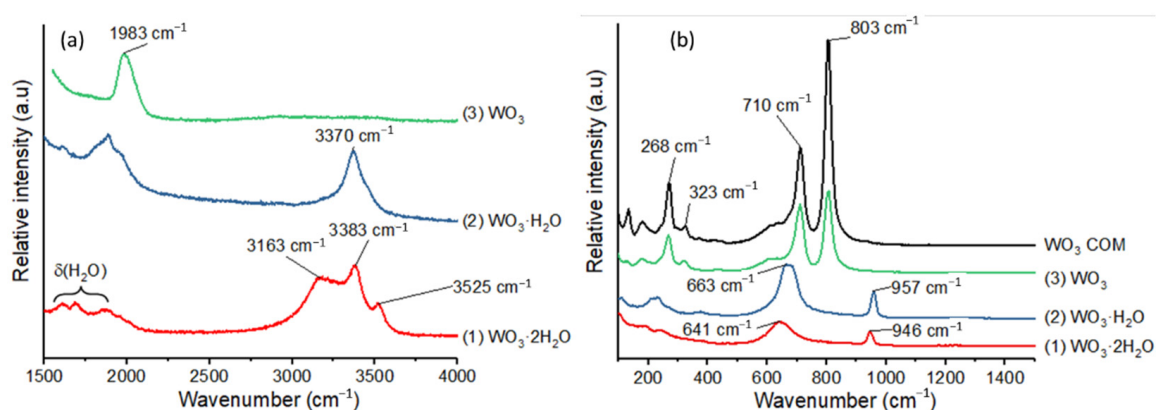 (a)
1983 cm⁻¹
(3) WO₃
3370 cm⁻¹
(2) WO₃·H₂O
3163 cm⁻¹
3383 cm⁻¹
3525 cm⁻¹
δ(H₂O)
(1) WO₃·2H₂O
Relative intensity (a.u)
1500 2000 2500 3000 3500 4000
Wavenumber (cm⁻¹)
(b)
803 cm⁻¹
710 cm⁻¹
268 cm⁻¹
323 cm⁻¹
WO₃ COM
(3) WO₃
663 cm⁻¹
957 cm⁻¹
(2) WO₃·H₂O
641 cm⁻¹
946 cm⁻¹
(1) WO₃·2H₂O
Relative intensity (a.u)
200 400 600 800 1000 1200 1400
Wavenumber (cm⁻¹)